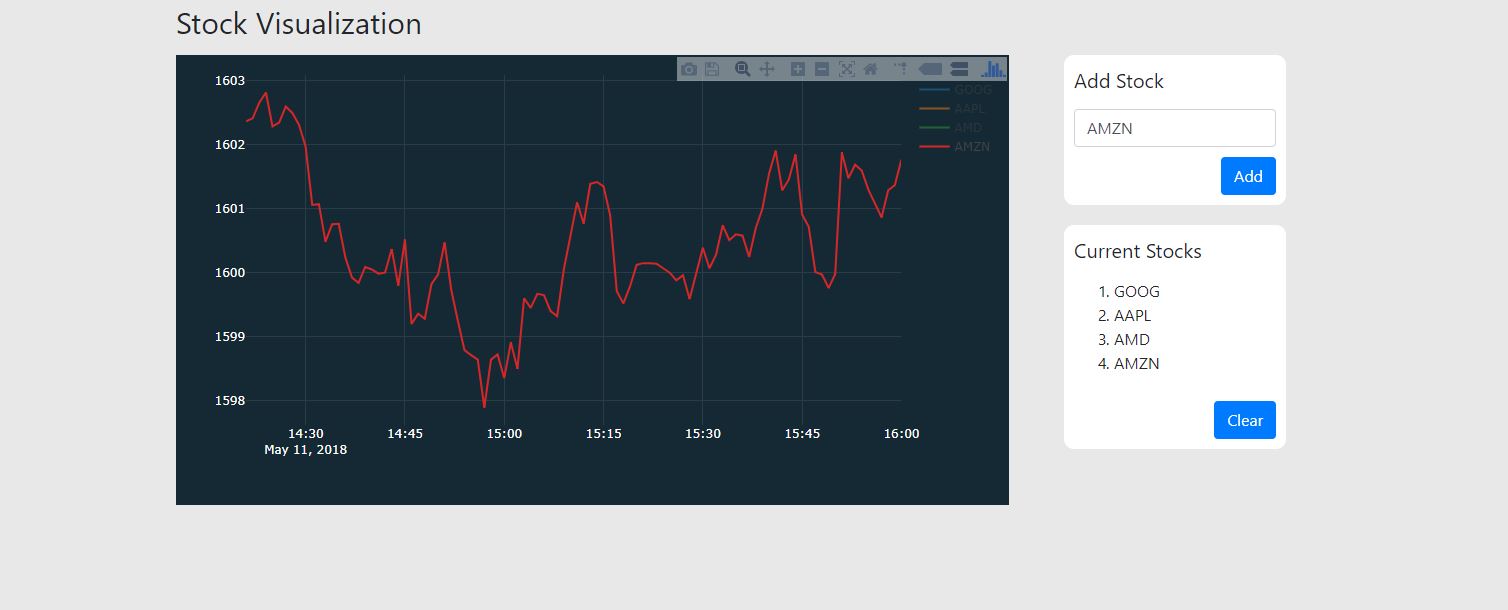 Stock Visualization
1603
1602
1601
1600
1599
1598
14:30
14:45
15:00
15:15
15:30
15:45
16:00
May 11, 2018
GOOG
AAPL
AMD
AMZN
Add Stock
AMZN
Add
Current Stocks
1. GOOG
2. AAPL
3. AMD
4. AMZN
Clear